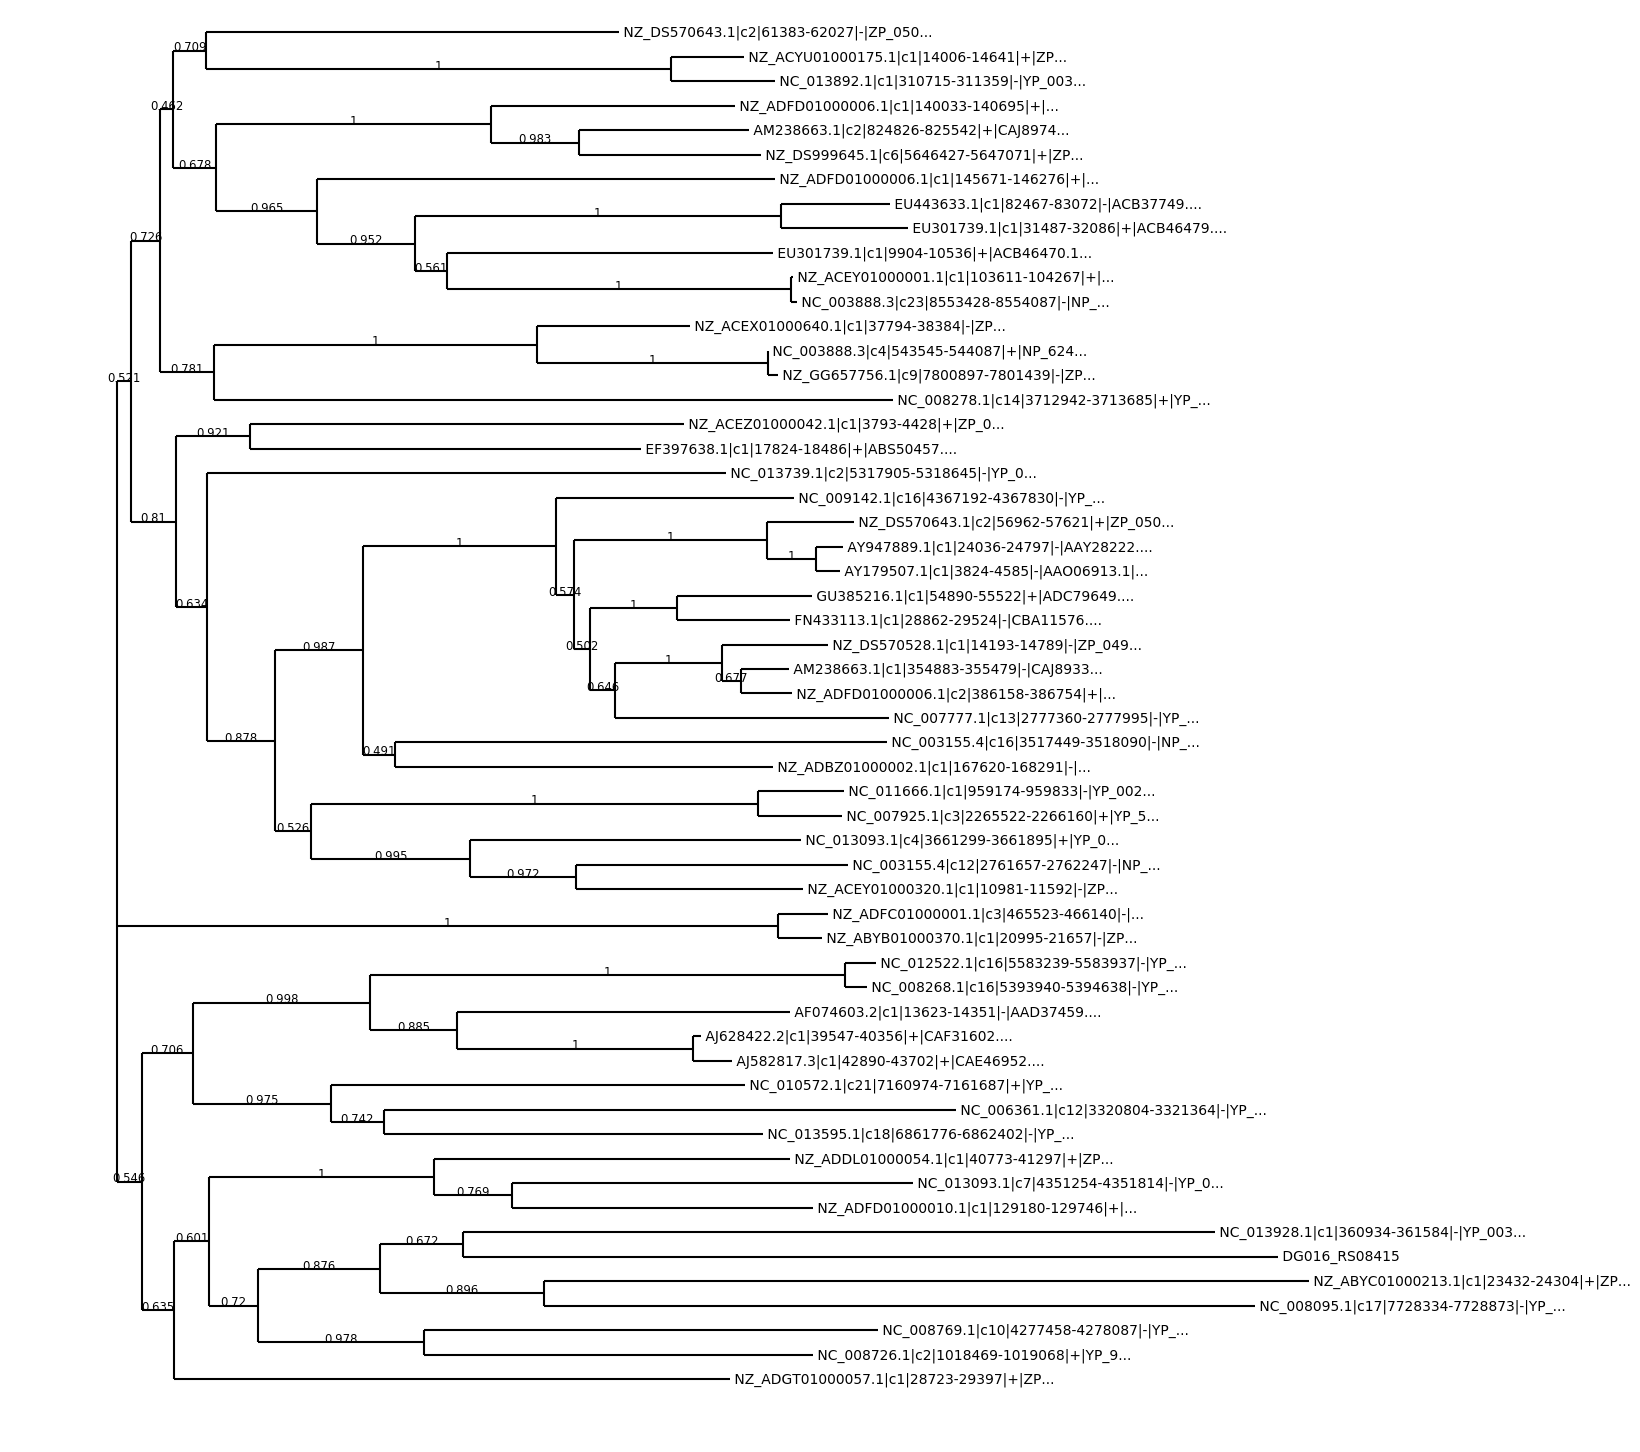 NZ_DS570643.1|c2|61383-62027|-|ZP_050...
0.709
NZ_ACYU01000175.1|c1|14006-14641|+|ZP...
1
NC_013892.1|c1|310715-311359|-|YP_003...
0.462
NZ_ADFD01000006.1|c1|140033-140695|+|...
1
AM238663.1|c2|824826-825542|+|CAJ8974...
0.983
NZ_DS999645.1|c6|5646427-5647071|+|ZP...
0.678
NZ_ADFD01000006.1|c1|145671-146276|+|...
0.965
EU443633.1|c1|82467-83072|-|ACB37749....
1
EU301739.1|c1|31487-32086|+|ACB46479....
0.726
0.952
EU301739.1|c1|9904-10536|+|ACB46470.1...
0.561
NZ_ACEY01000001.1|c1|103611-104267|+|...
1
NC_003888.3|c23|8553428-8554087|-|NP_...
NZ_ACEX01000640.1|c1|37794-38384|-|ZP...
1
NC_003888.3|c4|543545-544087|+|NP_624...
1
0.781
NZ_GG657756.1|c9|7800897-7801439|-|ZP...
0.521
NC_008278.1|c14|3712942-3713685|+|YP_...
NZ_ACEZ01000042.1|c1|3793-4428|+|ZP_0...
0.921
EF397638.1|c1|17824-18486|+|ABS50457....
NC_013739.1|c2|5317905-5318645|-|YP_0...
NC_009142.1|c16|4367192-4367830|-|YP_...
0.81
NZ_DS570643.1|c2|56962-57621|+|ZP_050...
1
1
AY947889.1|c1|24036-24797|-|AAY28222....
1
AY179507.1|c1|3824-4585|-|AAO06913.1|...
0.574
GU385216.1|c1|54890-55522|+|ADC79649....
0.634
1
FN433113.1|c1|28862-29524|-|CBA11576....
0.987
0.502
NZ_DS570528.1|c1|14193-14789|-|ZP_049...
1
AM238663.1|c1|354883-355479|-|CAJ8933...
0.677
0.646
NZ_ADFD01000006.1|c2|386158-386754|+|...
NC_007777.1|c13|2777360-2777995|-|YP_...
0.878
NC_003155.4|c16|3517449-3518090|-|NP_...
0.491
NZ_ADBZ01000002.1|c1|167620-168291|-|...
NC_011666.1|c1|959174-959833|-|YP_002...
1
NC_007925.1|c3|2265522-2266160|+|YP_5...
0.526
NC_013093.1|c4|3661299-3661895|+|YP_0...
0.995
NC_003155.4|c12|2761657-2762247|-|NP_...
0.972
NZ_ACEY01000320.1|c1|10981-11592|-|ZP...
NZ_ADFC01000001.1|c3|465523-466140|-|...
1
NZ_ABYB01000370.1|c1|20995-21657|-|ZP...
NC_012522.1|c16|5583239-5583937|-|YP_...
1
NC_008268.1|c16|5393940-5394638|-|YP_...
0.998
AF074603.2|c1|13623-14351|-|AAD37459....
0.885
AJ628422.2|c1|39547-40356|+|CAF31602....
1
0.706
AJ582817.3|c1|42890-43702|+|CAE46952....
NC_010572.1|c21|7160974-7161687|+|YP_...
0.975
NC_006361.1|c12|3320804-3321364|-|YP_...
0.742
NC_013595.1|c18|6861776-6862402|-|YP_...
NZ_ADDL01000054.1|c1|40773-41297|+|ZP...
1
0.546
NC_013093.1|c7|4351254-4351814|-|YP_0...
0.769
NZ_ADFD01000010.1|c1|129180-129746|+|...
NC_013928.1|c1|360934-361584|-|YP_003...
0.601
0.672
DG016_RS08415
0.876
NZ_ABYC01000213.1|c1|23432-24304|+|ZP...
0.896
0.72
0.635
NC_008095.1|c17|7728334-7728873|-|YP_...
NC_008769.1|c10|4277458-4278087|-|YP_...
0.978
NC_008726.1|c2|1018469-1019068|+|YP_9...
NZ_ADGT01000057.1|c1|28723-29397|+|ZP...